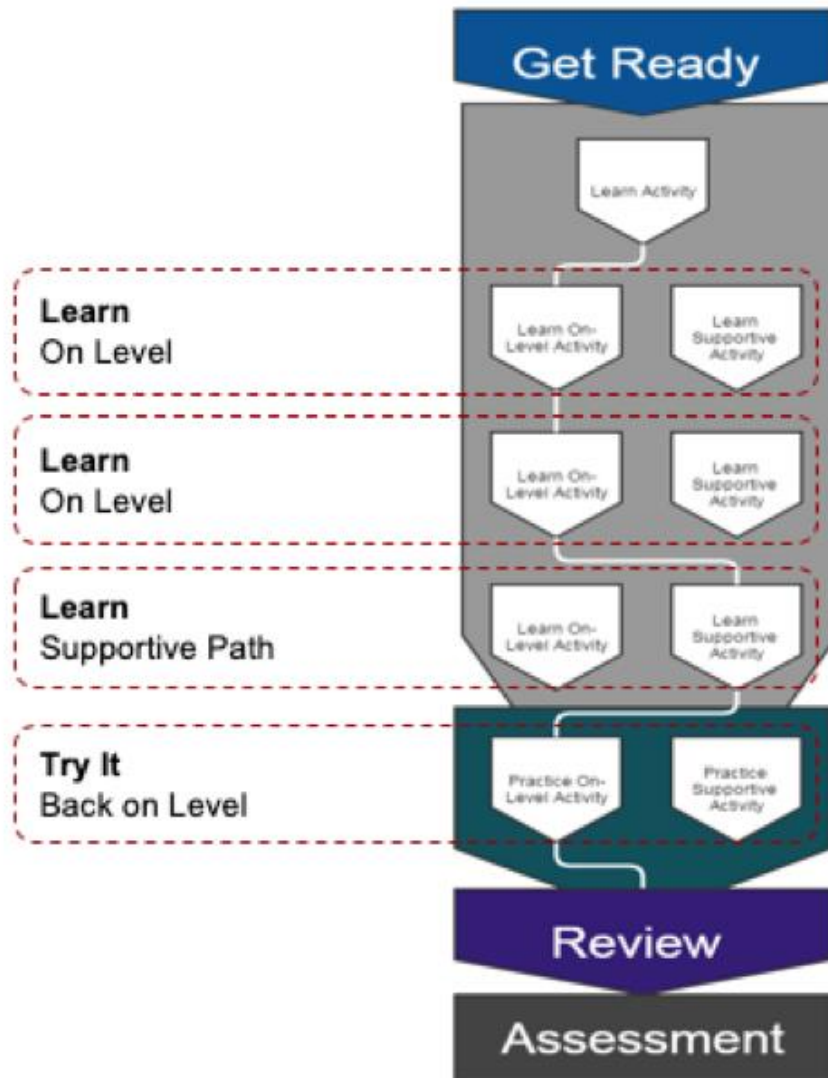 Get Ready
Learn Activity
Learn
On Level
Learn On-
Level Activity
Learn
Supportive
Activity
Learn
On Level
Learn On-
Level Activity
Learn
Supportive
Activity
Learn
Supportive Path
Learn On-
Level Activity
Learn
Supportive
Activity
Try It
Back on Level
Practice On-
Level Activity
Practice
Supportive
Activity
Review
Assessment